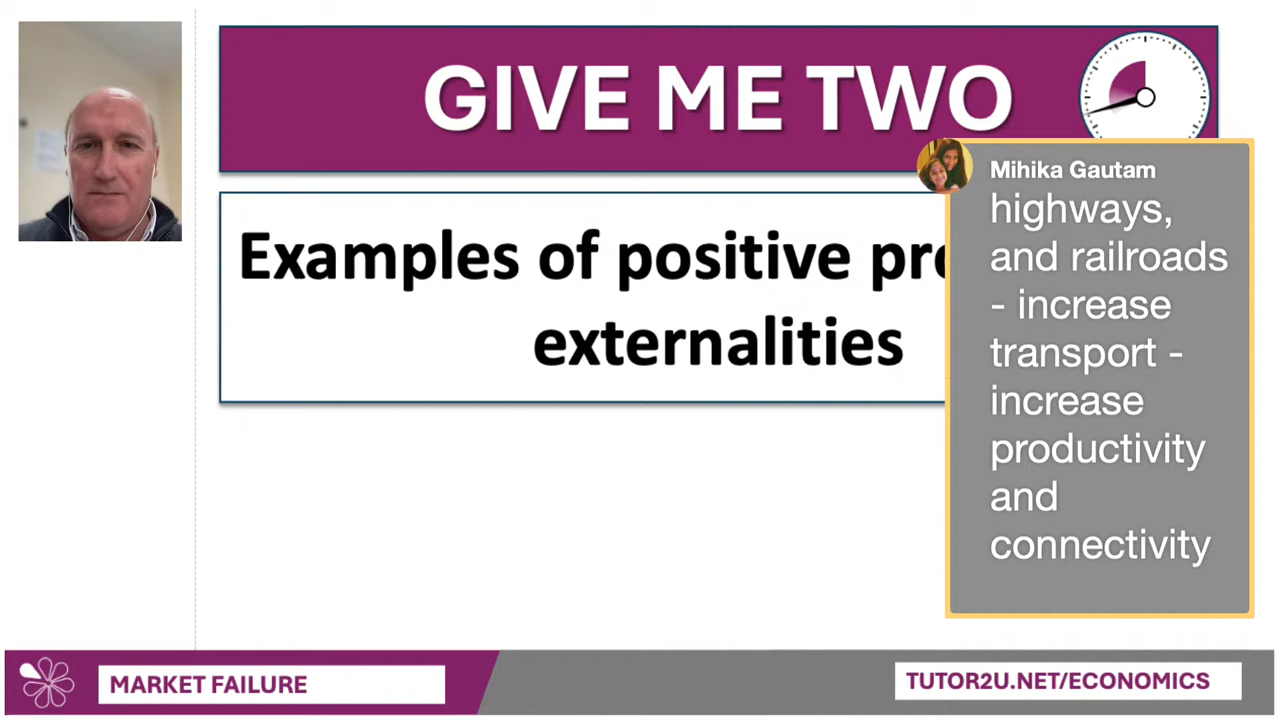 GIVE ME TWO
Examples of positive pro
externalities
Mihika Gautam
highways,
and railroads
- increase
transport -
increase
productivity
and
connectivity
MARKET FAILURE
TUTOR2U.NET/ECONOMICS